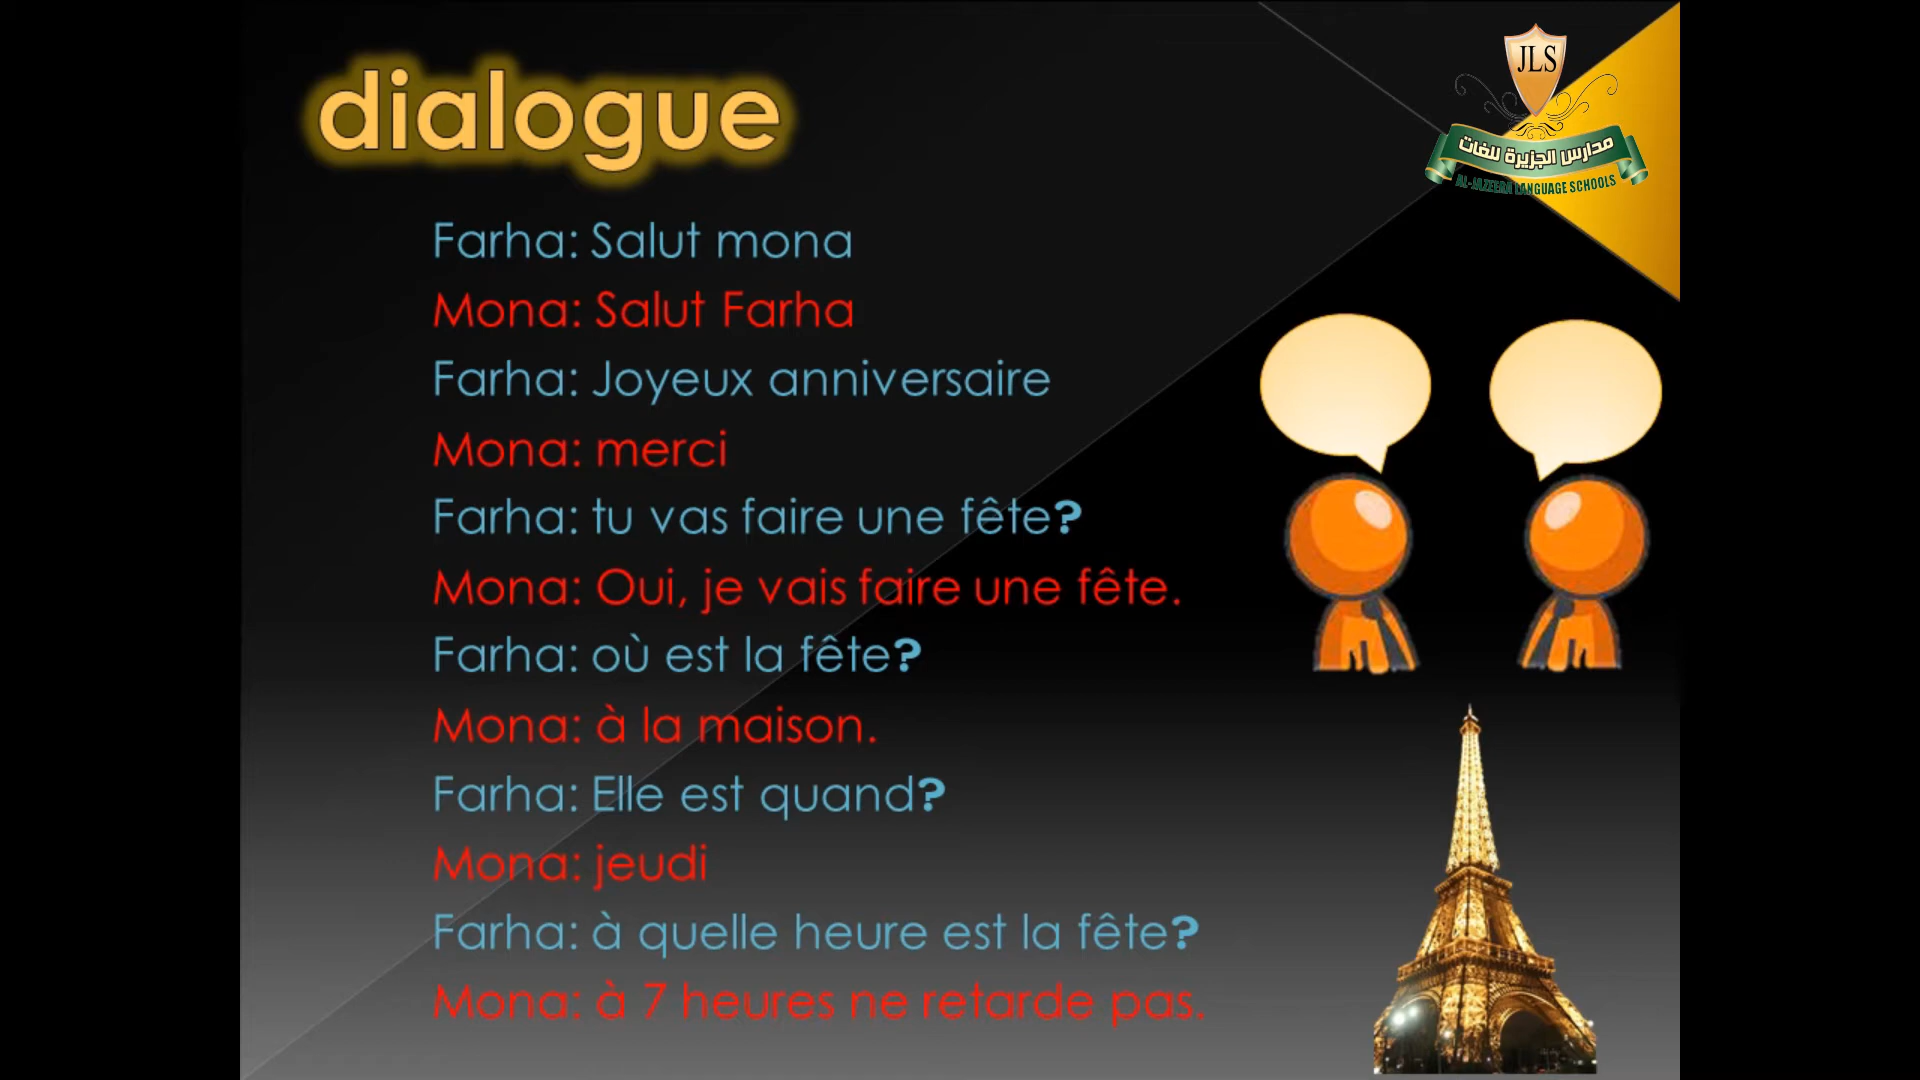 dialogue
JLS
مدارس الجزيرة للغات
AL-JAZEERA LANGUAGE SCHOOLS
Farha: Salut mona
Mona: Salut Farha
Farha: Joyeux anniversaire
Mona: merci
Farha: tu vas faire une fête?
Mona: Oui, je vais faire une fête.
Farha: où est la fête?
Mona: à la maison.
Farha: Elle est quand?
Mona: jeudi
Farha: à quelle heure est la fête?
Mona: à 7 heures ne retarde pas.